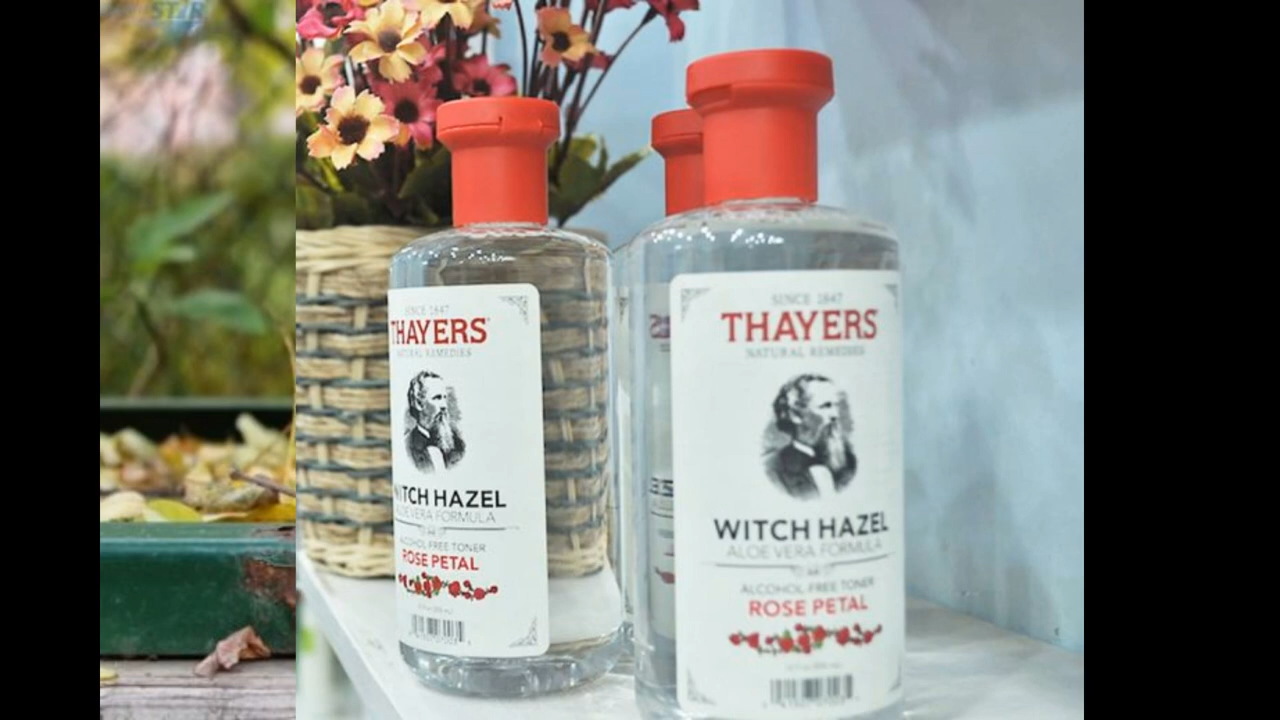 SINCE 1847
THAYERS
NATURAL REMEDIES
ITCH HAZEL
ALOE VERA FORMULA
ALCOHOL-FREE TONER
ROSE PETAL
SINCE 1847
THAYERS
NATURAL REMEDIES
WITCH HAZEL
ALOE VERA FORMULA
ALCOHOL-FREE TONER
ROSE PETAL